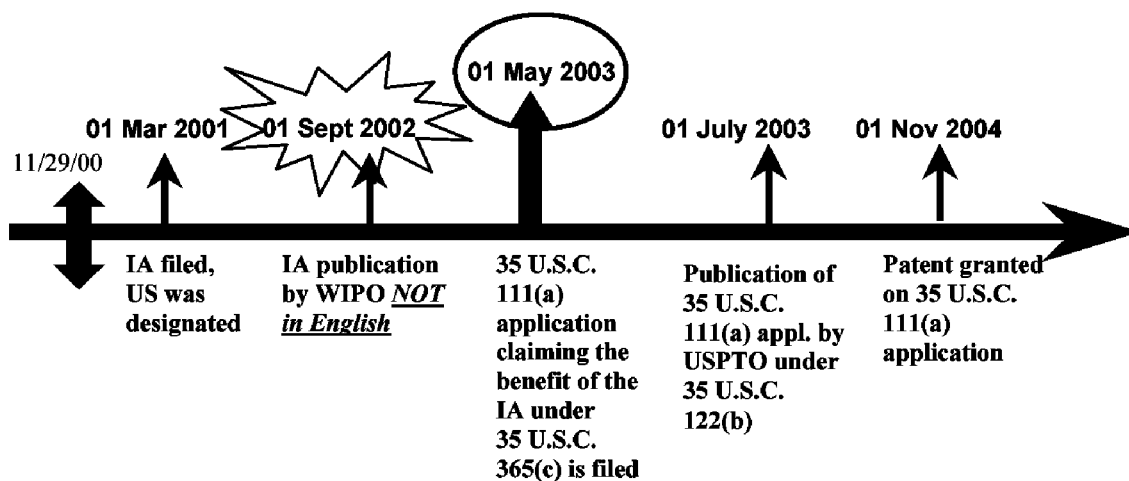 01 May 2003
01 Mar 2001
01 Sept 2002
01 July 2003
01 Nov 2004
11/29/00
IA filed,
US was
designated
IA publication
by WIPO NOT
in English
35 U.S.C.
111(a)
application
claiming the
benefit of the
IA under
35 U.S.C.
365(c) is filed
Publication of
35 U.S.C.
111(a) appl. by
USPTO under
35 U.S.C.
122(b)
Patent granted
on 35 U.S.C.
111(a)
application